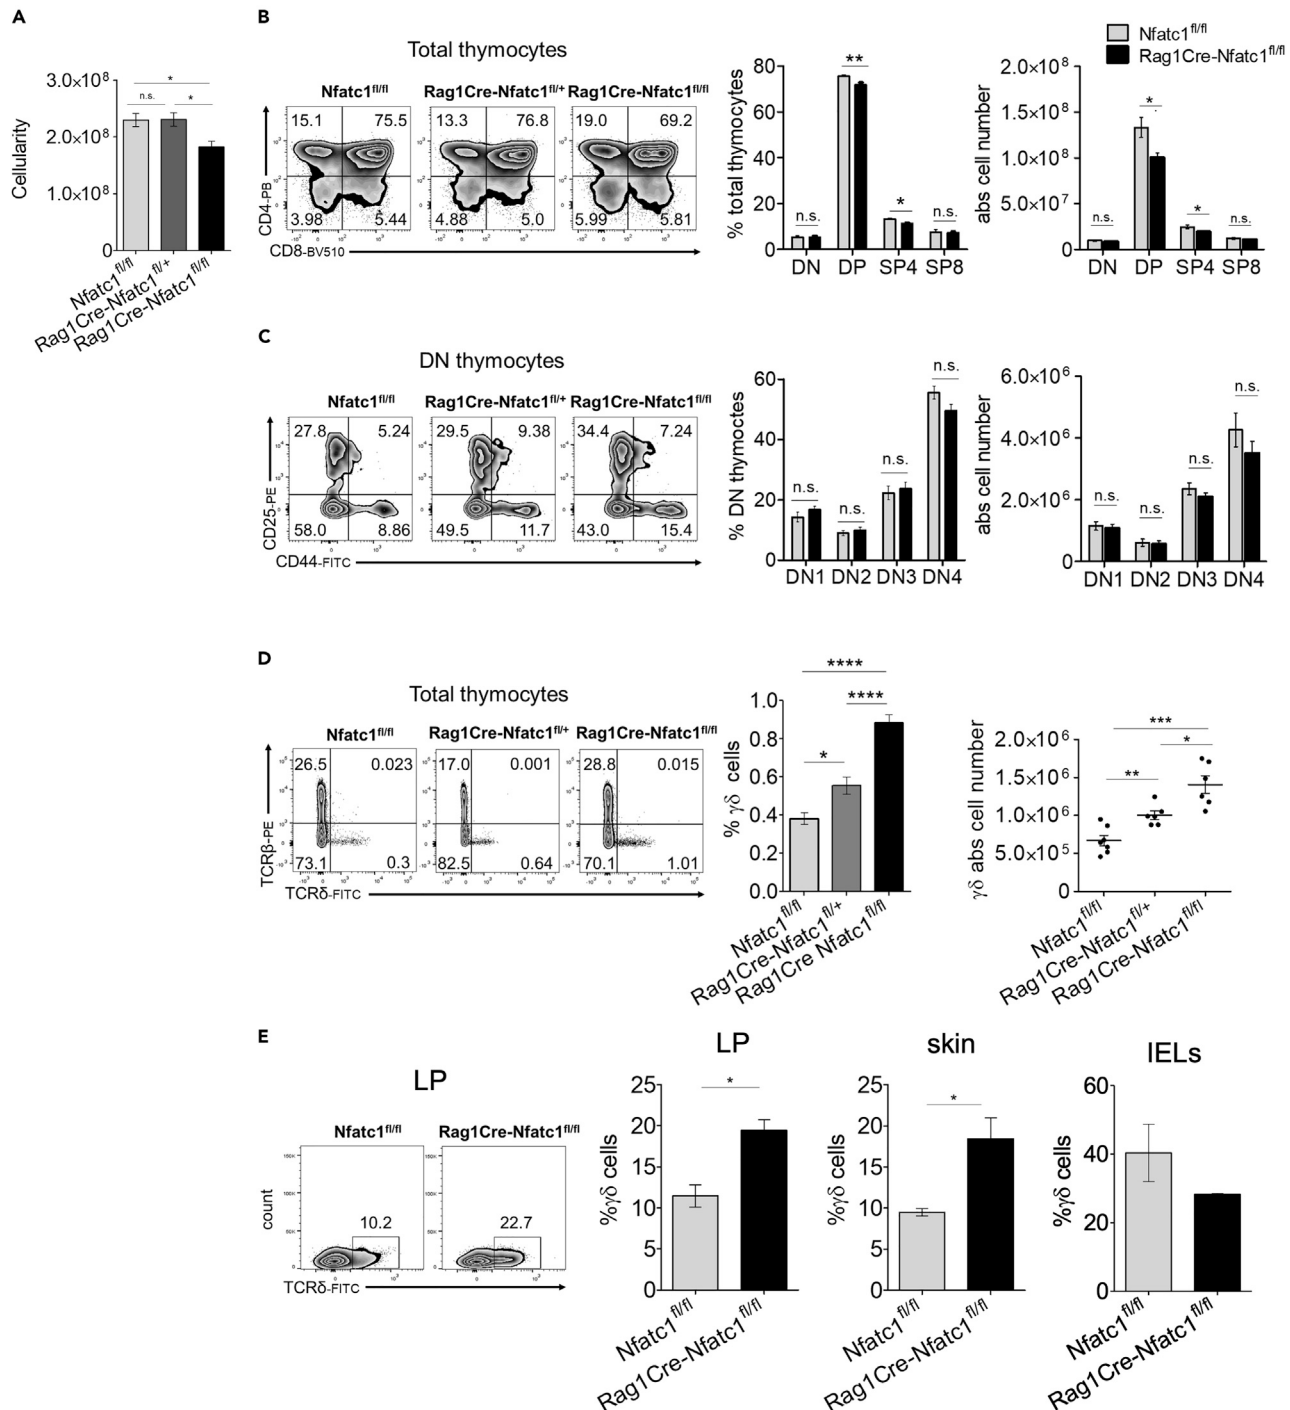 A
3.0×10⁸
2.0×10⁸
1.0×10⁸
0
Cellularity
*
n.s.
*
Nfatc1fl/fl
Rag1Cre-Nfatc1fl/+
Rag1Cre-Nfatc1fl/fl
B
Total thymocytes
Nfatc1fl/fl
Rag1Cre-Nfatc1fl/+
Rag1Cre-Nfatc1fl/fl
15.1
75.5
3.98
5.44
13.3
76.8
4.88
5.0
19.0
69.2
5.99
5.81
CD4-PB
CD8-BV510
% total thymocytes
80
60
40
20
0
n.s.
**
*
n.s.
DN
DP
SP4
SP8
Nfatc1fl/fl
Rag1Cre-Nfatc1fl/fl
abs cell number
2.0×10⁸
1.5×10⁸
1.0×10⁸
5.0×10⁷
0
n.s.
*
*
n.s.
DN
DP
SP4
SP8
C
DN thymocytes
Nfatc1fl/fl
Rag1Cre-Nfatc1fl/+
Rag1Cre-Nfatc1fl/fl
27.8
5.24
58.0
8.86
29.5
9.38
49.5
11.7
34.4
7.24
43.0
15.4
CD25-PE
CD44-FITC
% DN thymoctes
60
40
20
0
n.s.
n.s.
n.s.
n.s.
DN1
DN2
DN3
DN4
abs cell number
6.0×10⁶
4.0×10⁶
2.0×10⁶
0
n.s.
n.s.
n.s.
n.s.
DN1
DN2
DN3
DN4
D
Total thymocytes
Nfatc1fl/fl
Rag1Cre-Nfatc1fl/+
Rag1Cre-Nfatc1fl/fl
26.5
0.023
73.1
0.3
17.0
0.001
82.5
0.64
28.8
0.015
70.1
1.01
TCRβ-PE
TCRδ-FITC
% γδ cells
1.0
0.8
0.6
0.4
0.2
0.0
****
****
*
Nfatc1fl/fl
Rag1Cre-Nfatc1fl/+
Rag1Cre Nfatc1fl/fl
γδ abs cell number
2.0×10⁶
1.5×10⁶
1.0×10⁶
5.0×10⁵
0
***
*
**
Nfatc1fl/fl
Rag1Cre-Nfatc1fl/+
Rag1Cre-Nfatc1fl/fl
E
LP
Nfatc1fl/fl
Rag1Cre-Nfatc1fl/fl
150K
100K
50K
0
10.2
22.7
count
TCRδ-FITC
LP
%γδ cells
25
20
15
10
5
0
*
Nfatc1fl/fl
Rag1Cre-Nfatc1fl/fl
skin
%γδ cells
25
20
15
10
5
0
*
Nfatc1fl/fl
Rag1Cre-Nfatc1fl/fl
IELs
%γδ cells
60
40
20
0
Nfatc1fl/fl
Rag1Cre-Nfatc1fl/fl